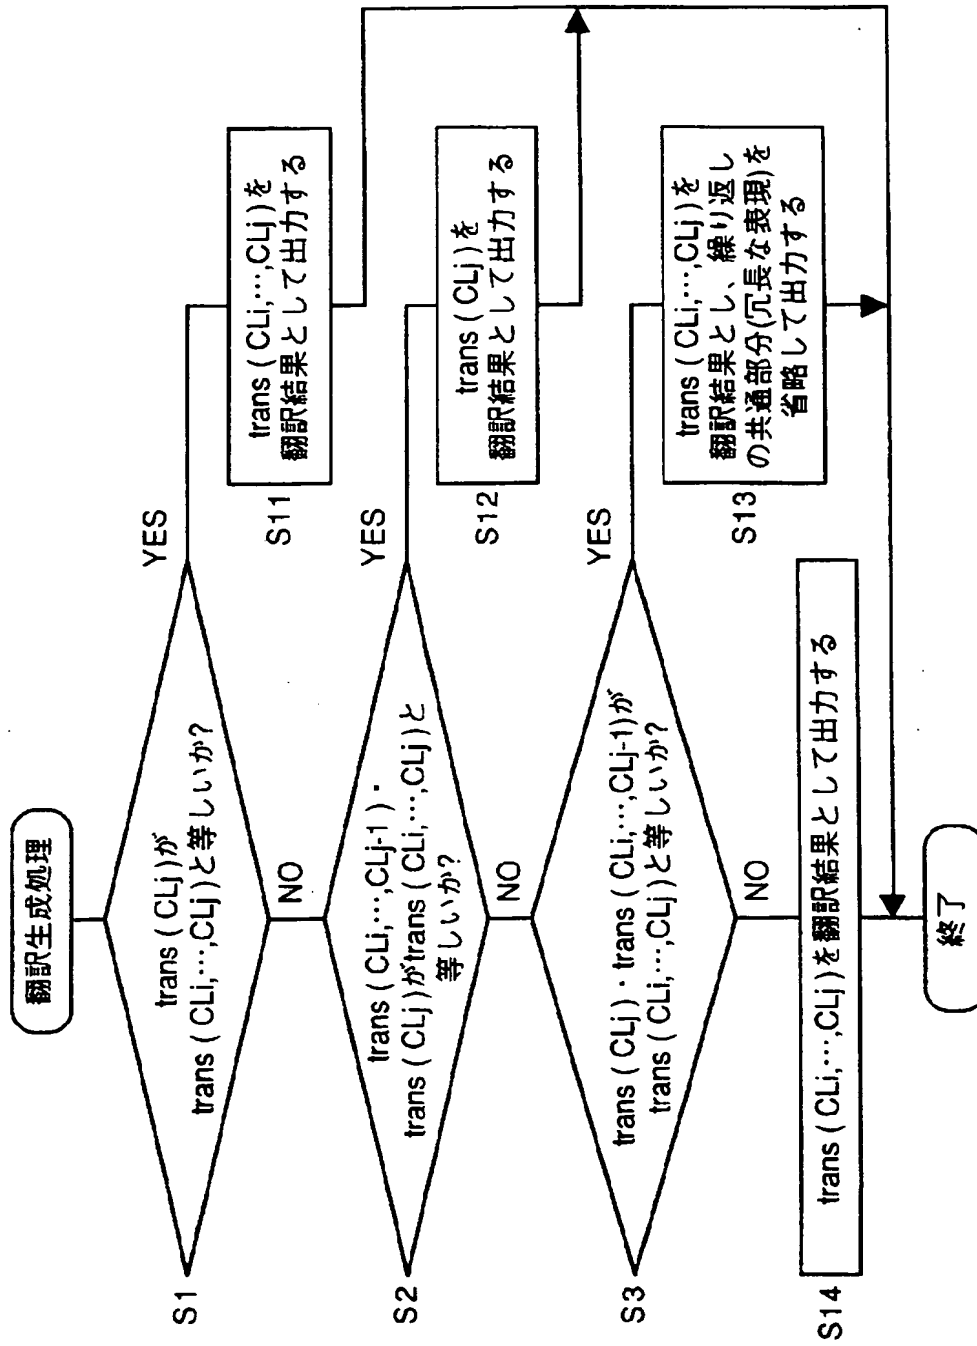 翻訳生成処理
S1
trans ( CLj)が
trans ( CLi,…,CLj)と等しいか?
YES
NO
S11
trans ( CLi,…,CLj)を
翻訳結果として出力する
S2
trans ( CLi,…,CLj-1)・
trans ( CLj)がtrans ( CLi,…,CLj)と
等しいか?
YES
NO
S12
trans ( CLj)を
翻訳結果として出力する
S3
trans ( CLj)・trans ( CLi,…,CLj-1)が
trans ( CLi,…,CLj)と等しいか?
YES
NO
S13
trans ( CLi,…,CLj)を
翻訳結果とし、繰り返し
の共通部分(冗長な表現)を
省略して出力する
S14
trans ( CLi,…,CLj)を翻訳結果として出力する
終了